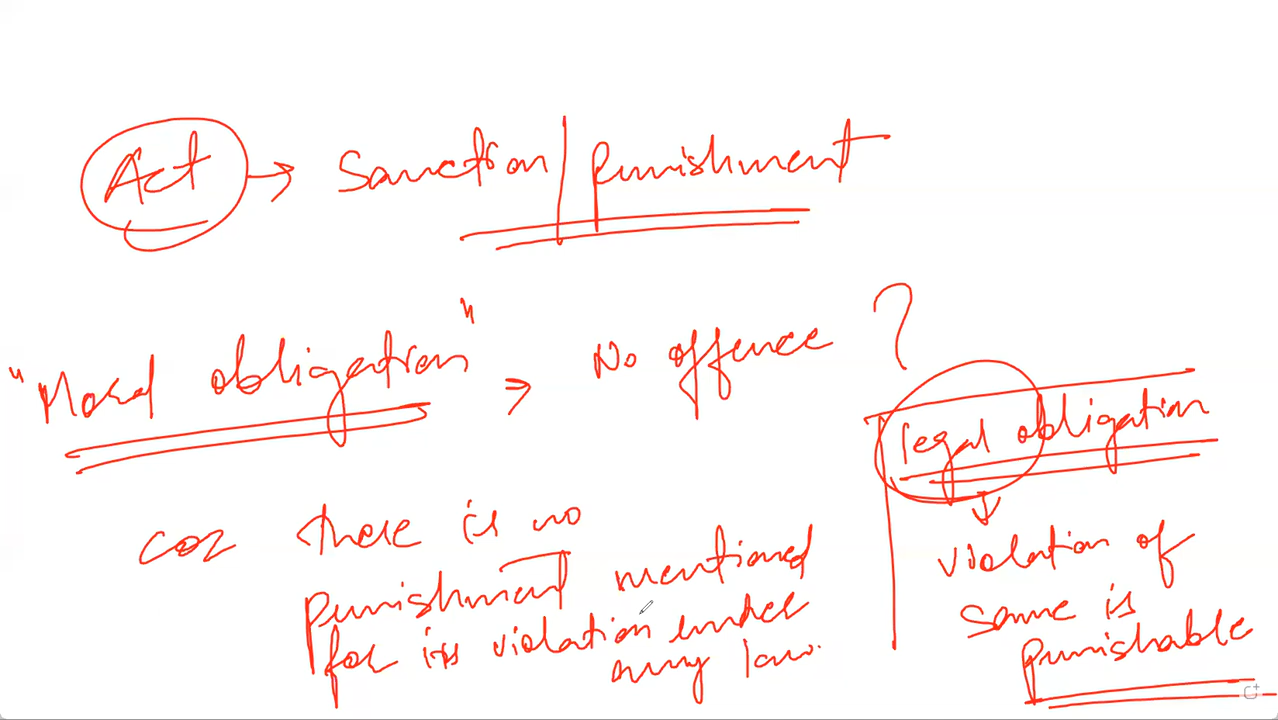 Act → Sanction | punishment
"Moral obligation" → No offence ?
coz there is no
punishment mentioned
for its violation under
any law.
legal obligation
↓
violation of
same is
punishable